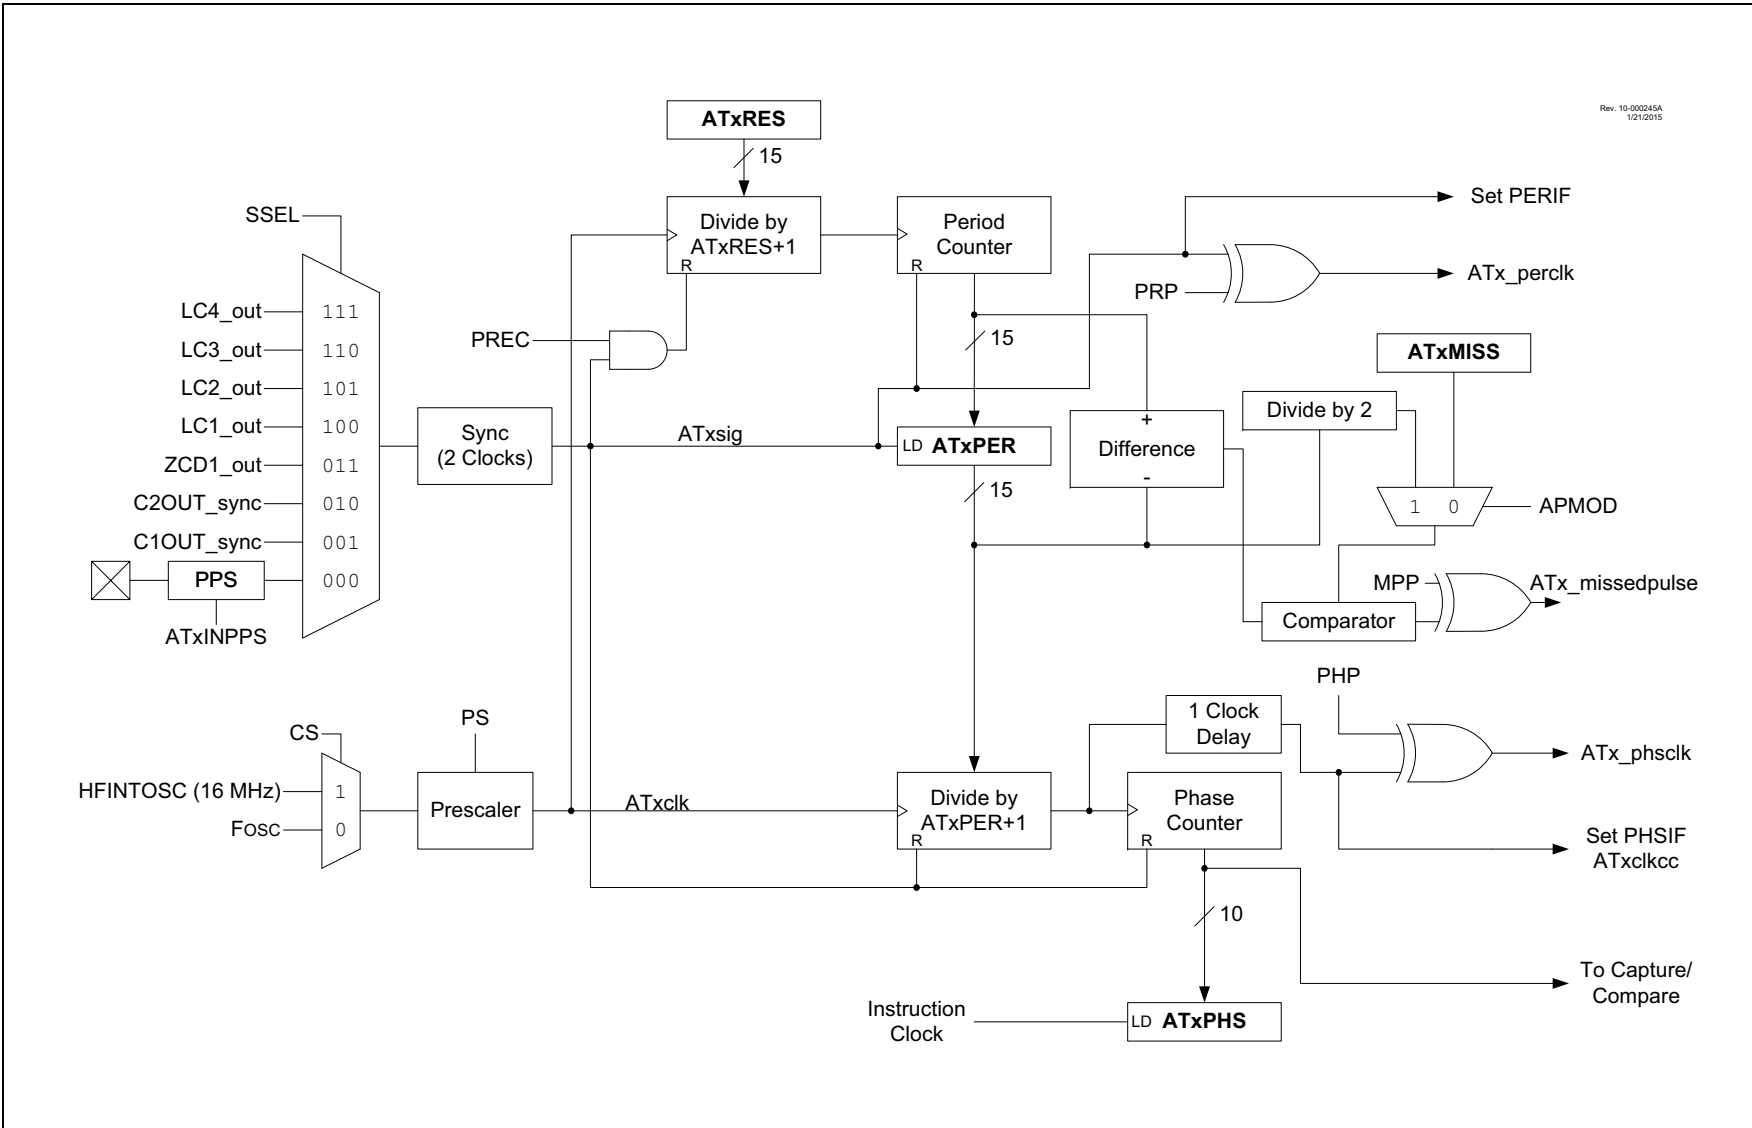 Rev. 10-000245A
1/21/2015
ATxRES
15
SSEL
Divide by
ATxRES+1
R
Period
Counter
R
Set PERIF
ATx_perclk
PRP
LC4_out
111
LC3_out
110
LC2_out
101
LC1_out
100
ZCD1_out
011
C2OUT_sync
010
C1OUT_sync
001
PPS
000
ATxINPPS
PREC
15
ATxMISS
Divide by 2
Sync
(2 Clocks)
ATxsig
LD ATxPER
+
Difference
-
15
1 0
APMOD
MPP
ATx_missedpulse
Comparator
PHP
CS
PS
1 Clock
Delay
ATx_phsclk
HFINTOSC (16 MHz)
1
FOSC
0
Prescaler
ATxclk
Divide by
ATxPER+1
R
Phase
Counter
R
Set PHSIF
ATxclkcc
10
To Capture/
Compare
Instruction
Clock
LD ATxPHS